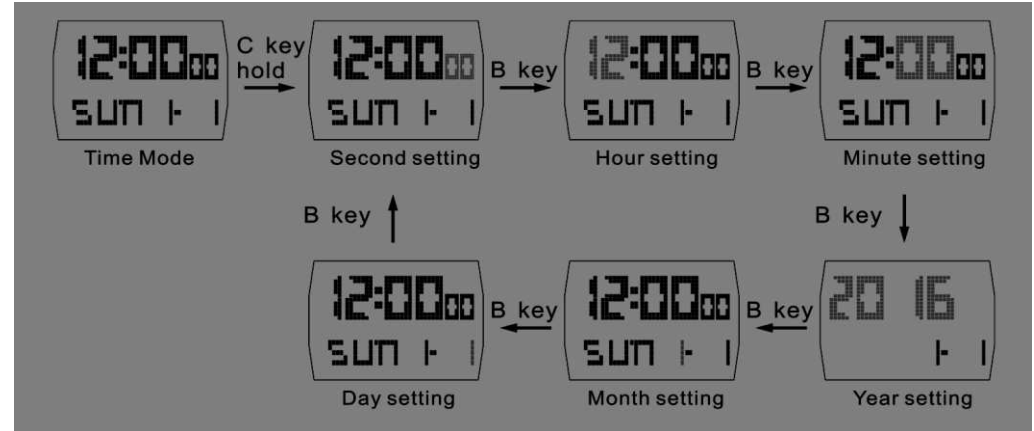 12:00 00
SUN 1- 1
Time Mode
C key
hold
12:00 00
SUN 1- 1
Second setting
B key
12:00 00
SUN 1- 1
Hour setting
B key
12:00 00
SUN 1- 1
Minute setting
B key
20 16
1- 1
Year setting
B key
12:00 00
SUN 1- 1
Month setting
B key
12:00 00
SUN 1- 1
Day setting
B key